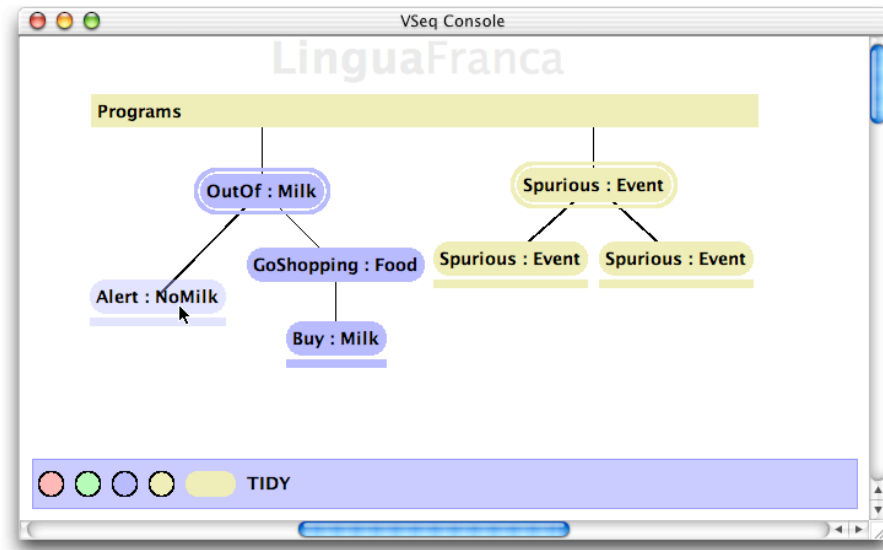 VSeq Console
LinguaFranca
Programs
OutOf : Milk
Spurious : Event
GoShopping : Food
Spurious : Event
Spurious : Event
Alert : NoMilk
Buy : Milk
TIDY